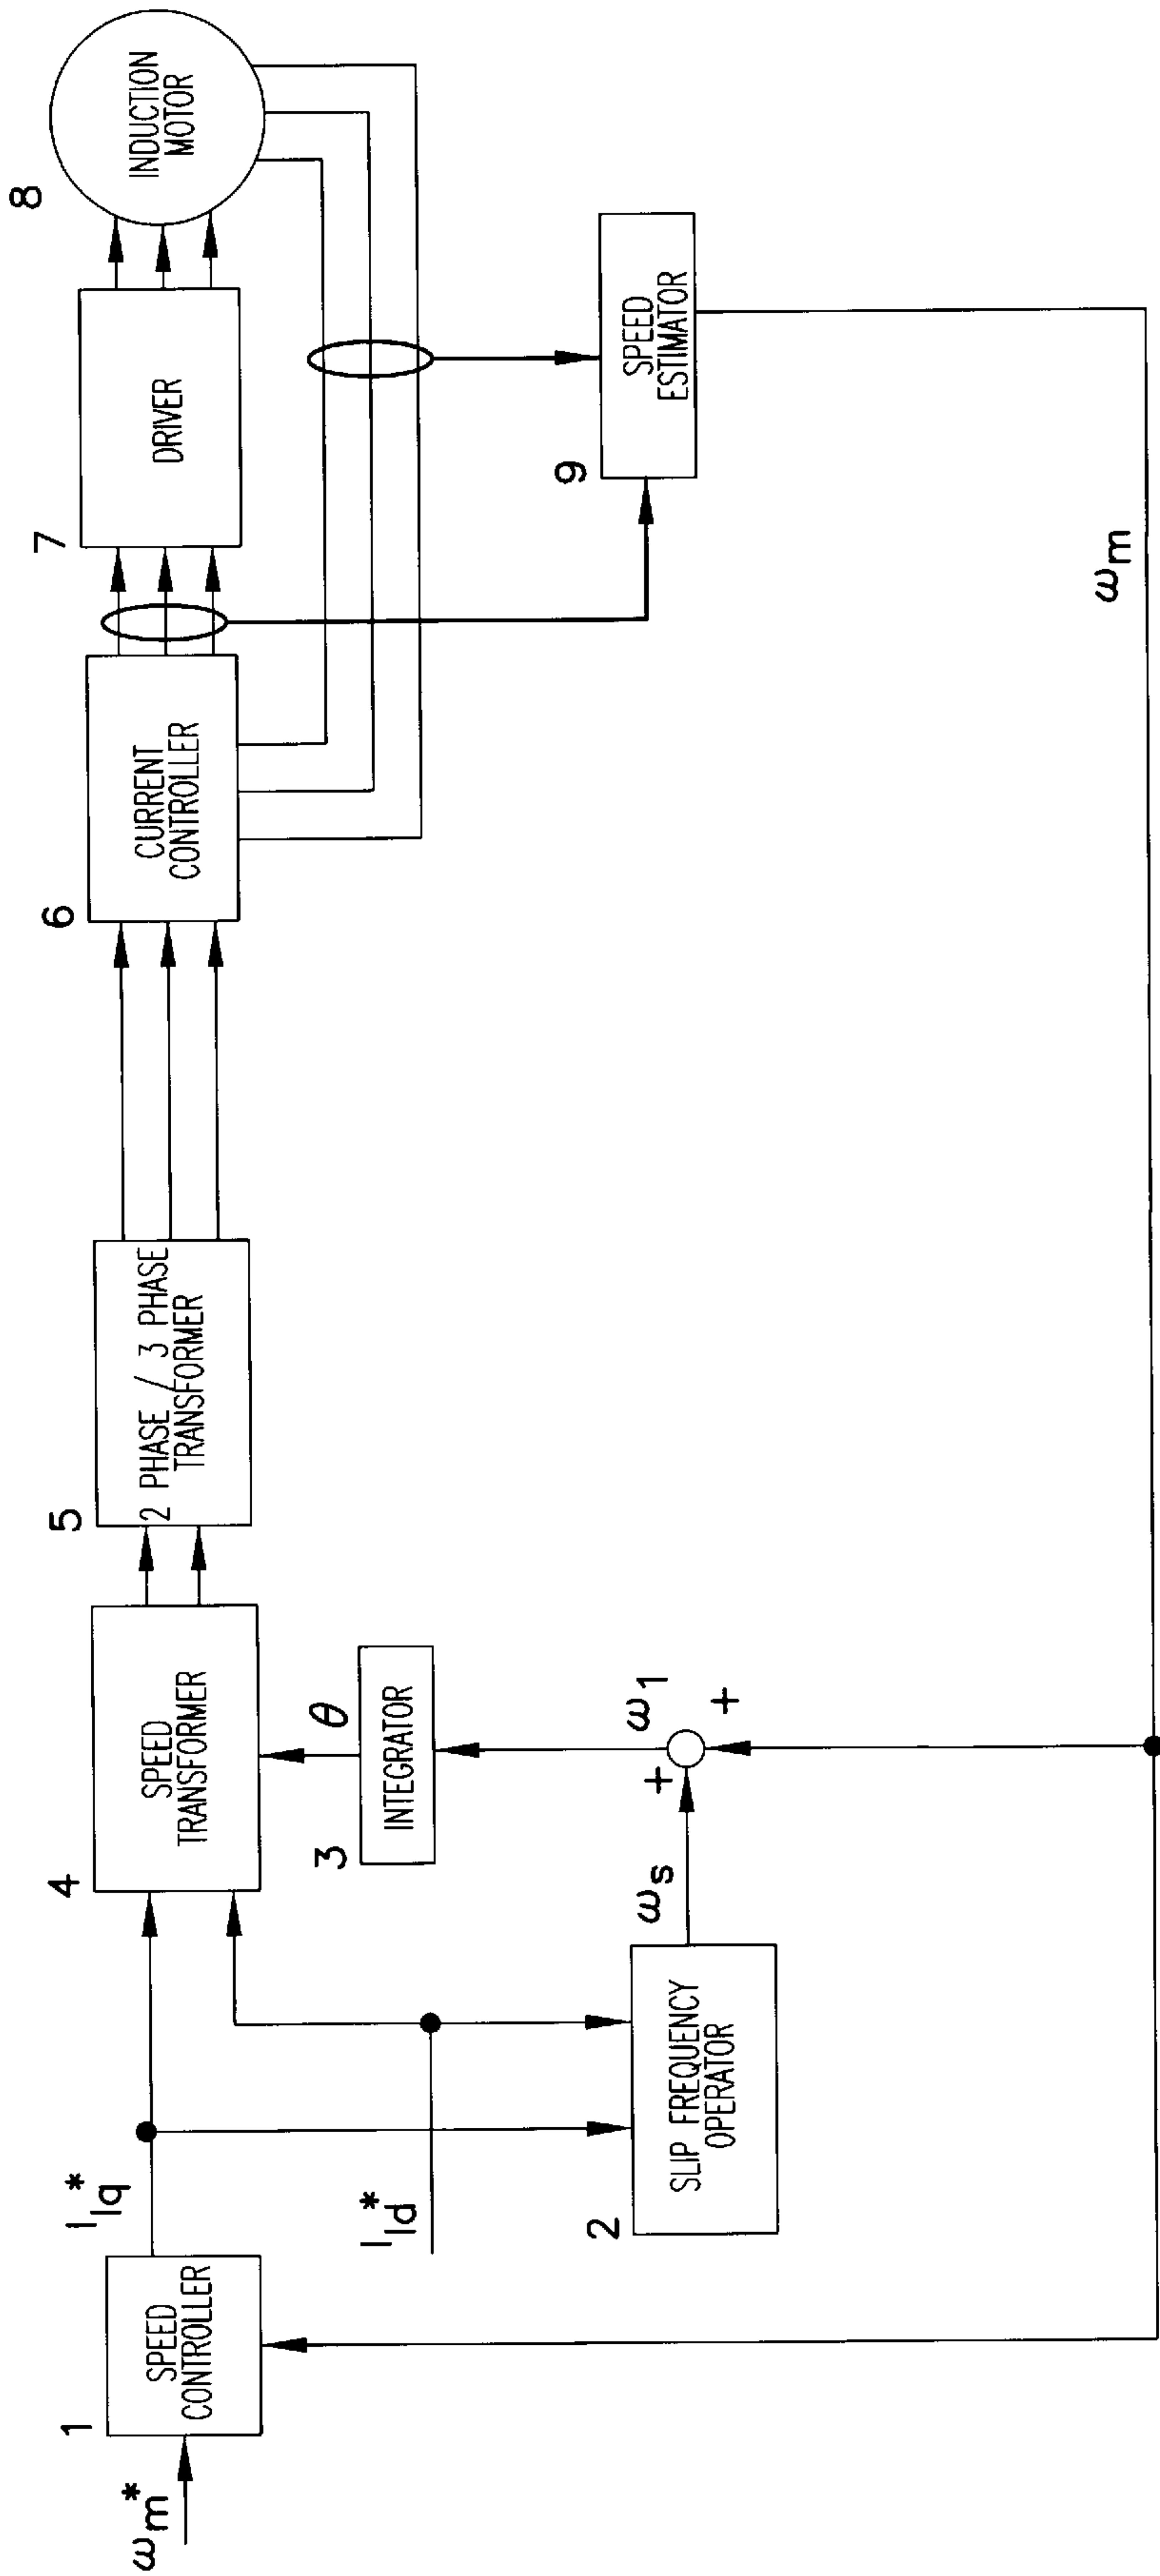 ωm*
1
SPEED
CONTROLLER
I1q*
I1d*
2
SLIP FREQUENCY
OPERATOR
ωs
+
+
ω1
3
INTEGRATOR
θ
4
SPEED
TRANSFORMER
5
2 PHASE / 3 PHASE
TRANSFORMER
6
CURRENT
CONTROLLER
7
DRIVER
8
INDUCTION
MOTOR
9
SPEED
ESTIMATOR
ωm